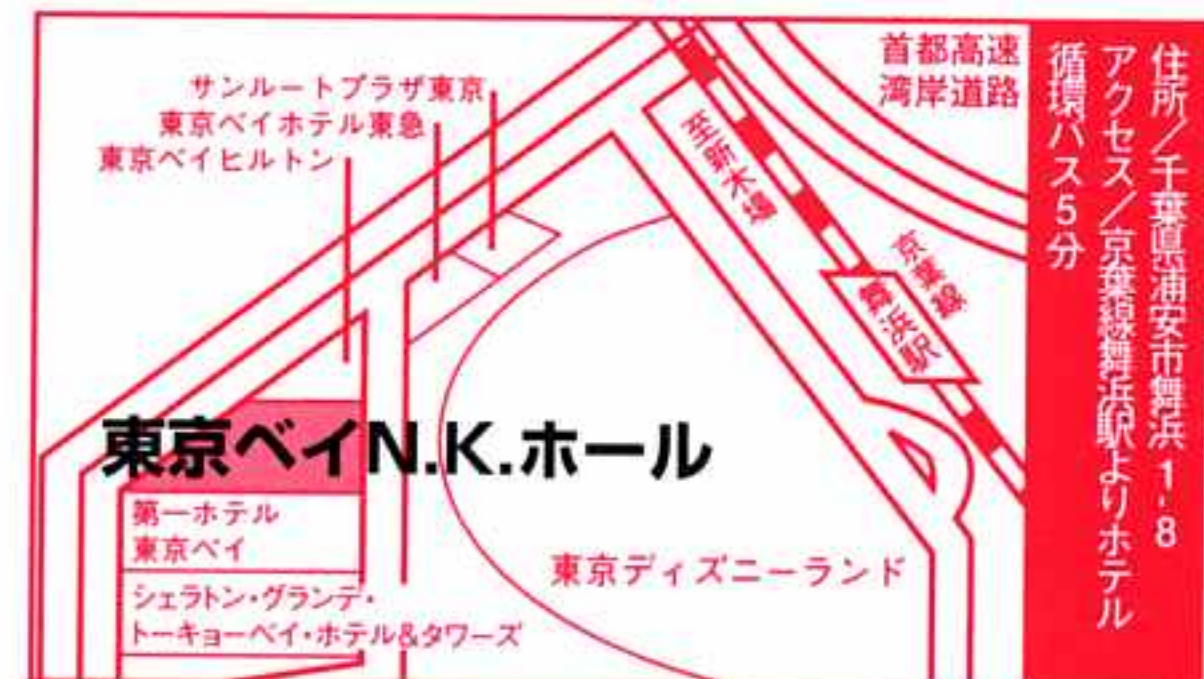 住所／千葉県浦安市舞浜1-8
アクセス／京葉線舞浜駅よりホテル
循環バス5分
首都高速
湾岸道路
サンルートプラザ東京
東京ベイホテル東急
東京ベイヒルトン
至新木場
京葉線
舞浜駅
東京ベイN.K.ホール
第一ホテル
東京ベイ
東京ディズニーランド
シェラトン・グランデ・
トーキョーベイ・ホテル&タワーズ